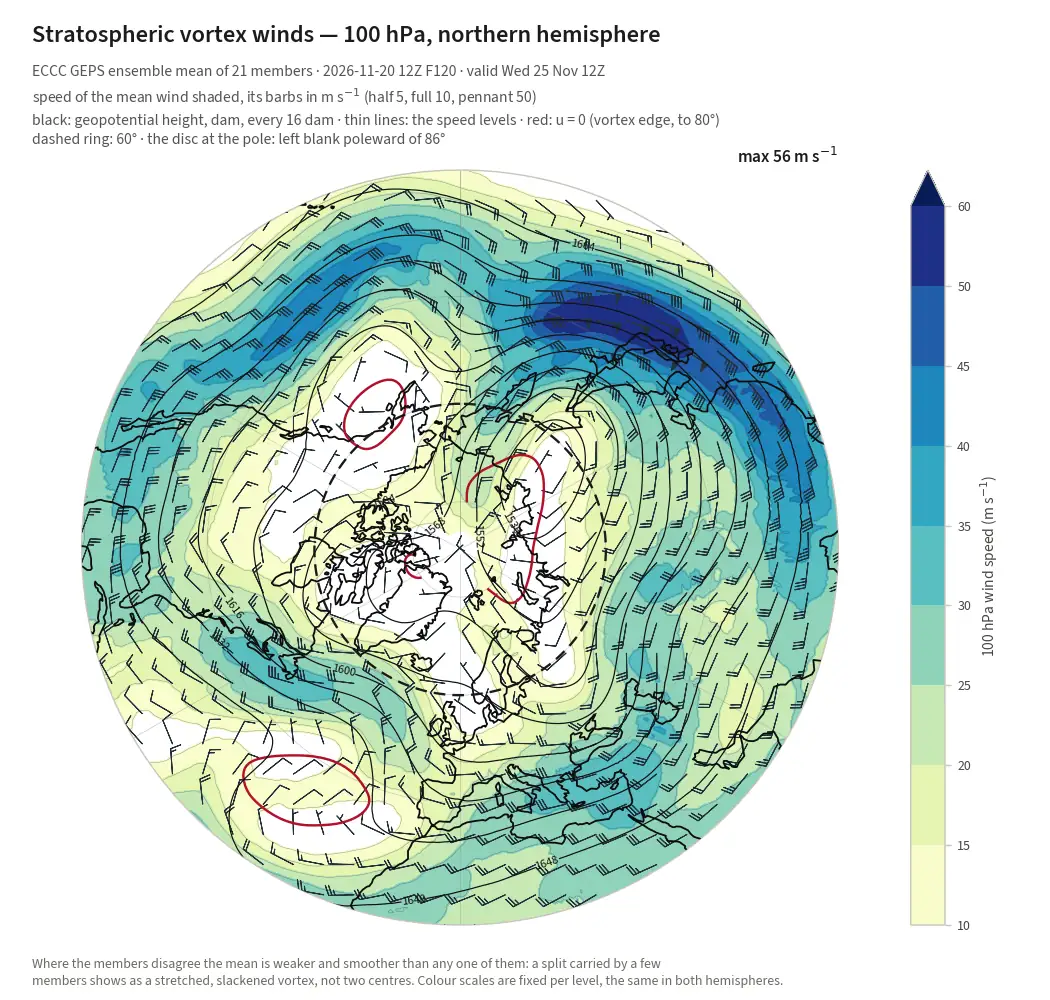 Stratospheric vortex winds — 100 hPa, northern hemisphere
ECCC GEPS ensemble mean of 21 members · 2026-11-20 12Z F120 · valid Wed 25 Nov 12Z
speed of the mean wind shaded, its barbs in m s⁻¹ (half 5, full 10, pennant 50)
black: geopotential height, dam, every 16 dam · thin lines: the speed levels · red: u = 0 (vortex edge, to 80°)
dashed ring: 60° · the disc at the pole: left blank poleward of 86°
max 56 m s⁻¹
60
50
45
40
35
30
25
20
15
10
100 hPa wind speed (m s⁻¹)
1552
1616
1600
1648
Where the members disagree the mean is weaker and smoother than any one of them: a split carried by a few
members shows as a stretched, slackened vortex, not two centres. Colour scales are fixed per level, the same in both hemispheres.